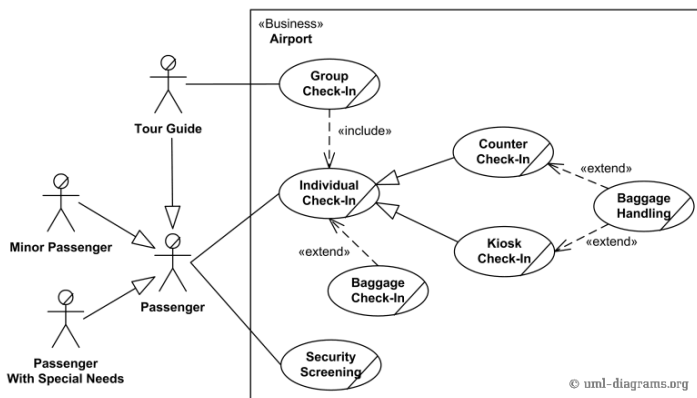 «Business»
Airport
Group
Check-In
Tour Guide
«include»
Counter
Check-In
«extend»
Individual
Check-In
Baggage
Handling
Minor Passenger
«extend»
Kiosk
Check-In
«extend»
Baggage
Check-In
Passenger
Passenger
With Special Needs
Security
Screening
© uml-diagrams.org